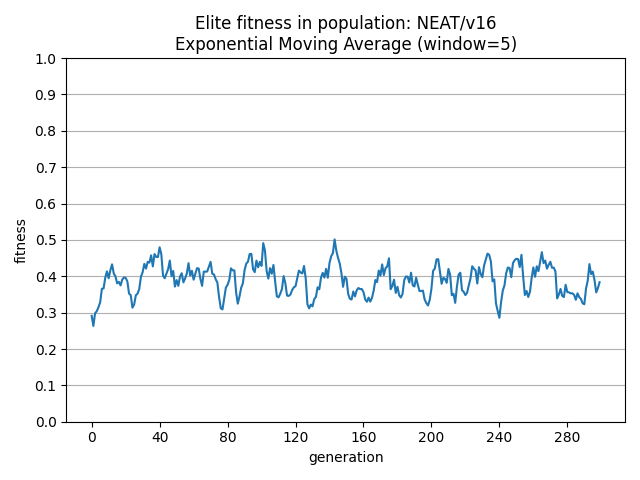 Elite fitness in population: NEAT/v16
Exponential Moving Average (window=5)
1.0
0.9
0.8
0.7
0.6
0.5
0.4
0.3
0.2
0.1
0.0
fitness
0 40 80 120 160 200 240 280
generation